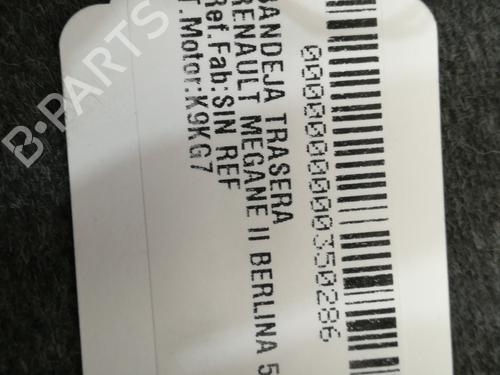 0000000000350286
BANDEJA TRASERA
RENAULT MEGANE II BERLINA 5
Ref.Fab:SIN REF
T.Motor:K9KG7
B-PARTS